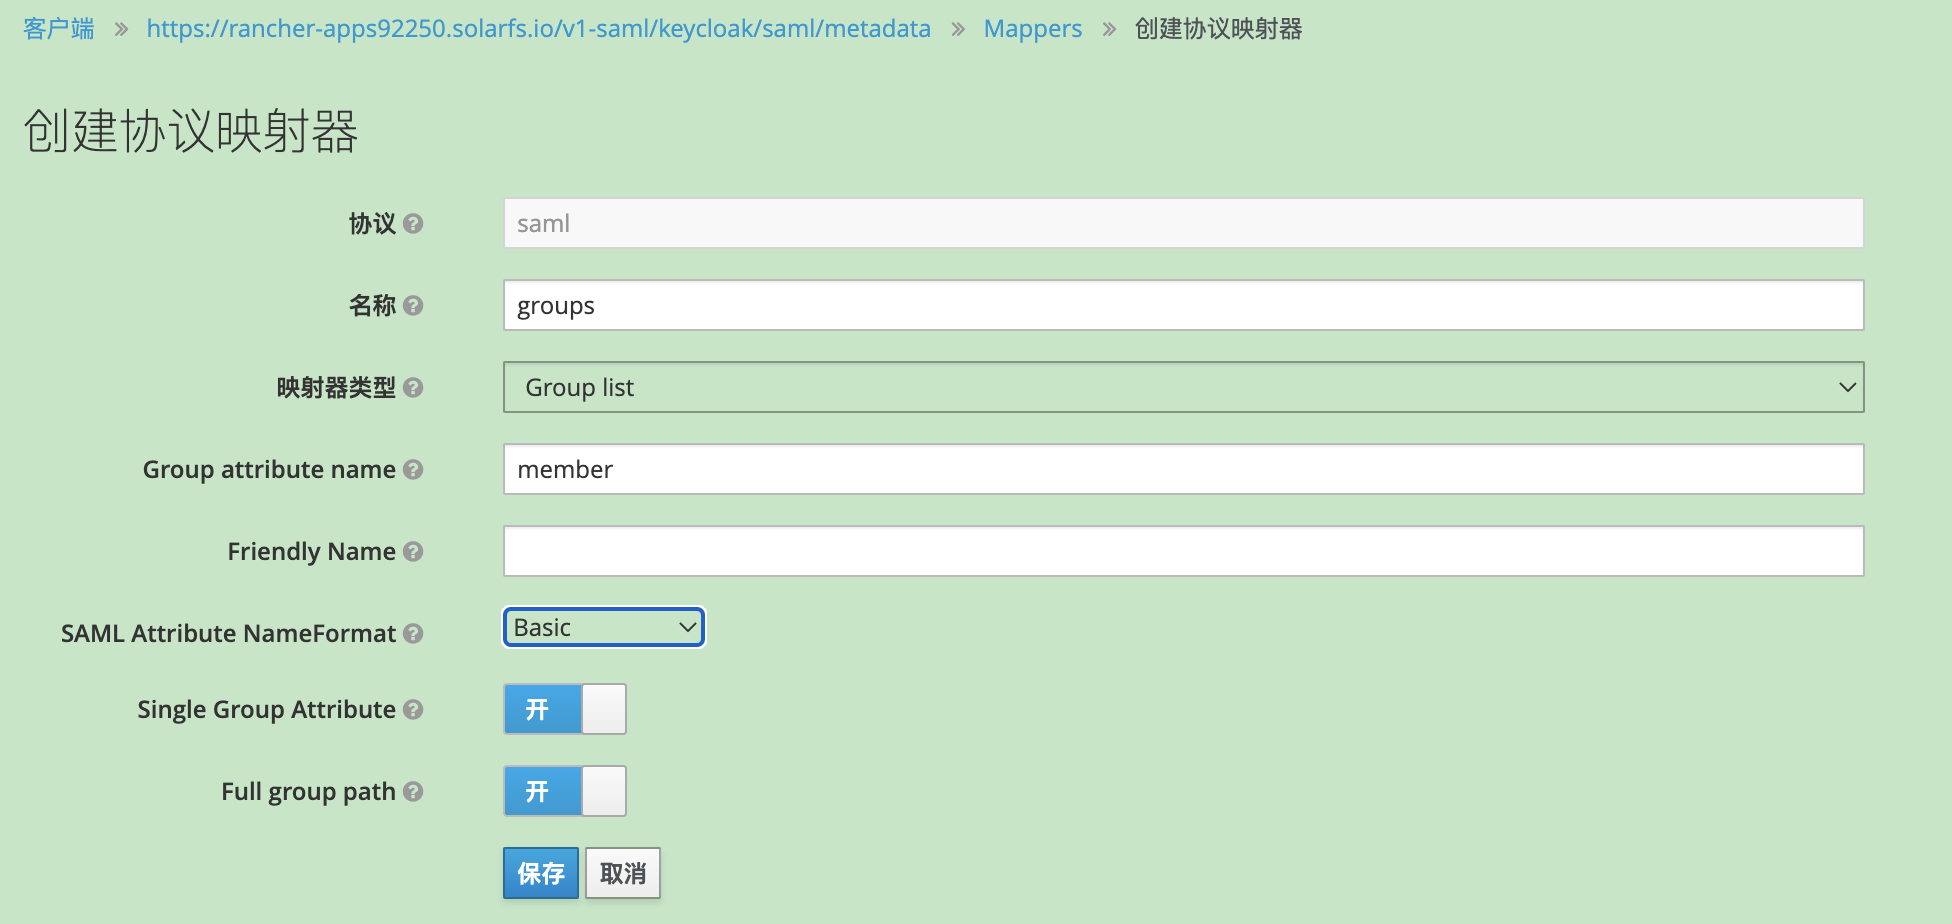 客户端 » https://rancher-apps92250.solarfs.io/v1-saml/keycloak/saml/metadata » Mappers » 创建协议映射器
创建协议映射器
协议 saml
名称 groups
映射器类型 Group list
Group attribute name member
Friendly Name
SAML Attribute NameFormat Basic
Single Group Attribute 开
Full group path 开
保存 取消